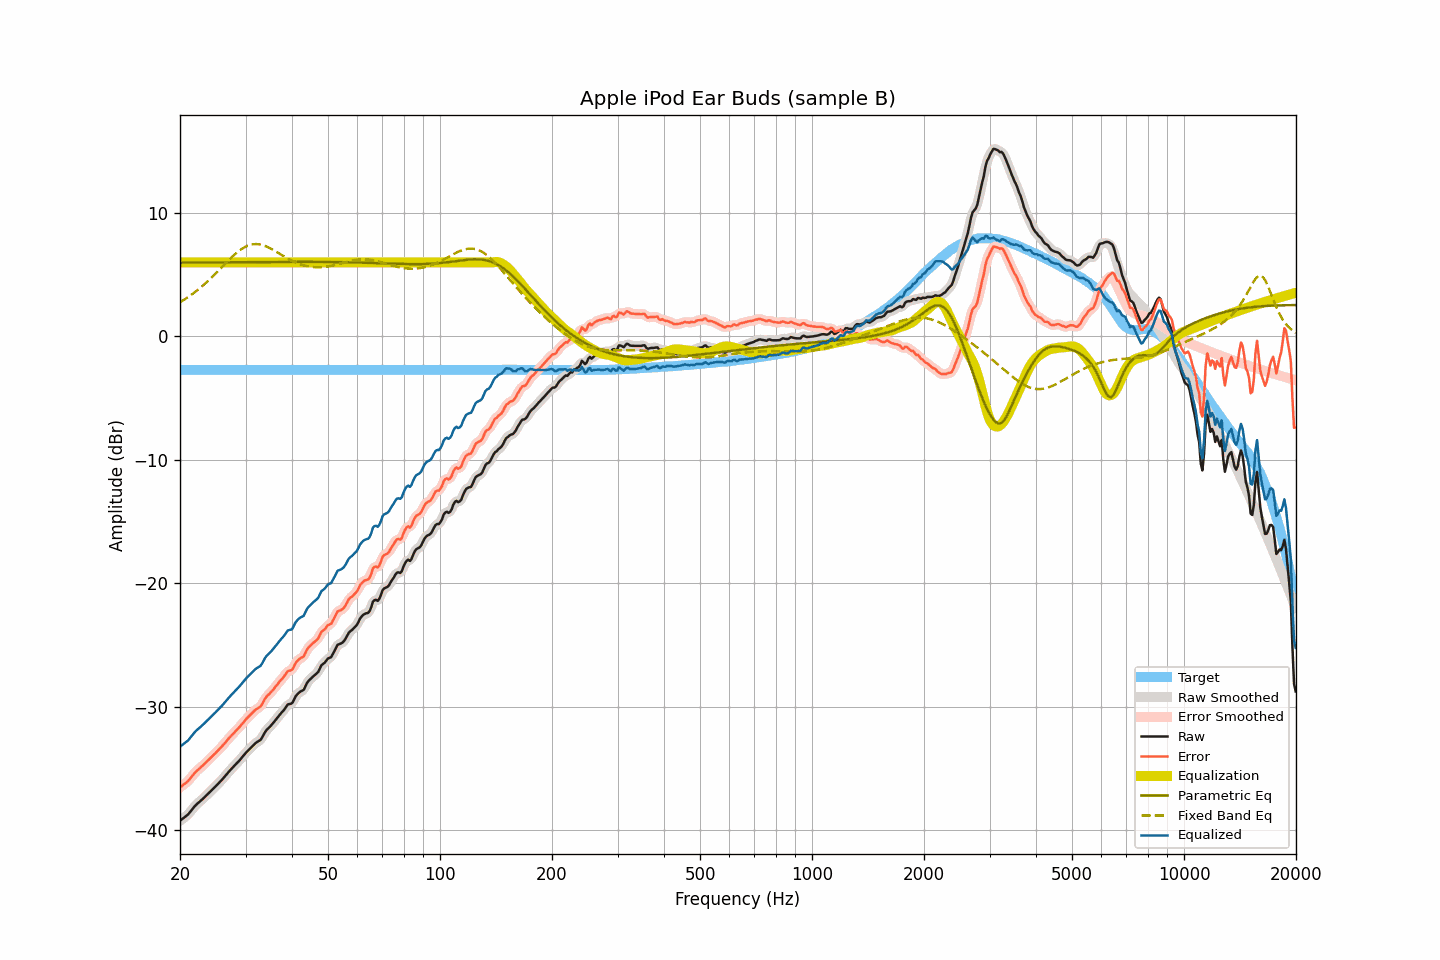 Apple iPod Ear Buds (sample B)
Amplitude (dBr)
10
0
−10
−20
−30
−40
Target
Raw Smoothed
Error Smoothed
Raw
Error
Equalization
Parametric Eq
Fixed Band Eq
Equalized
20 50 100 200 500 1000 2000 5000 10000 20000
Frequency (Hz)